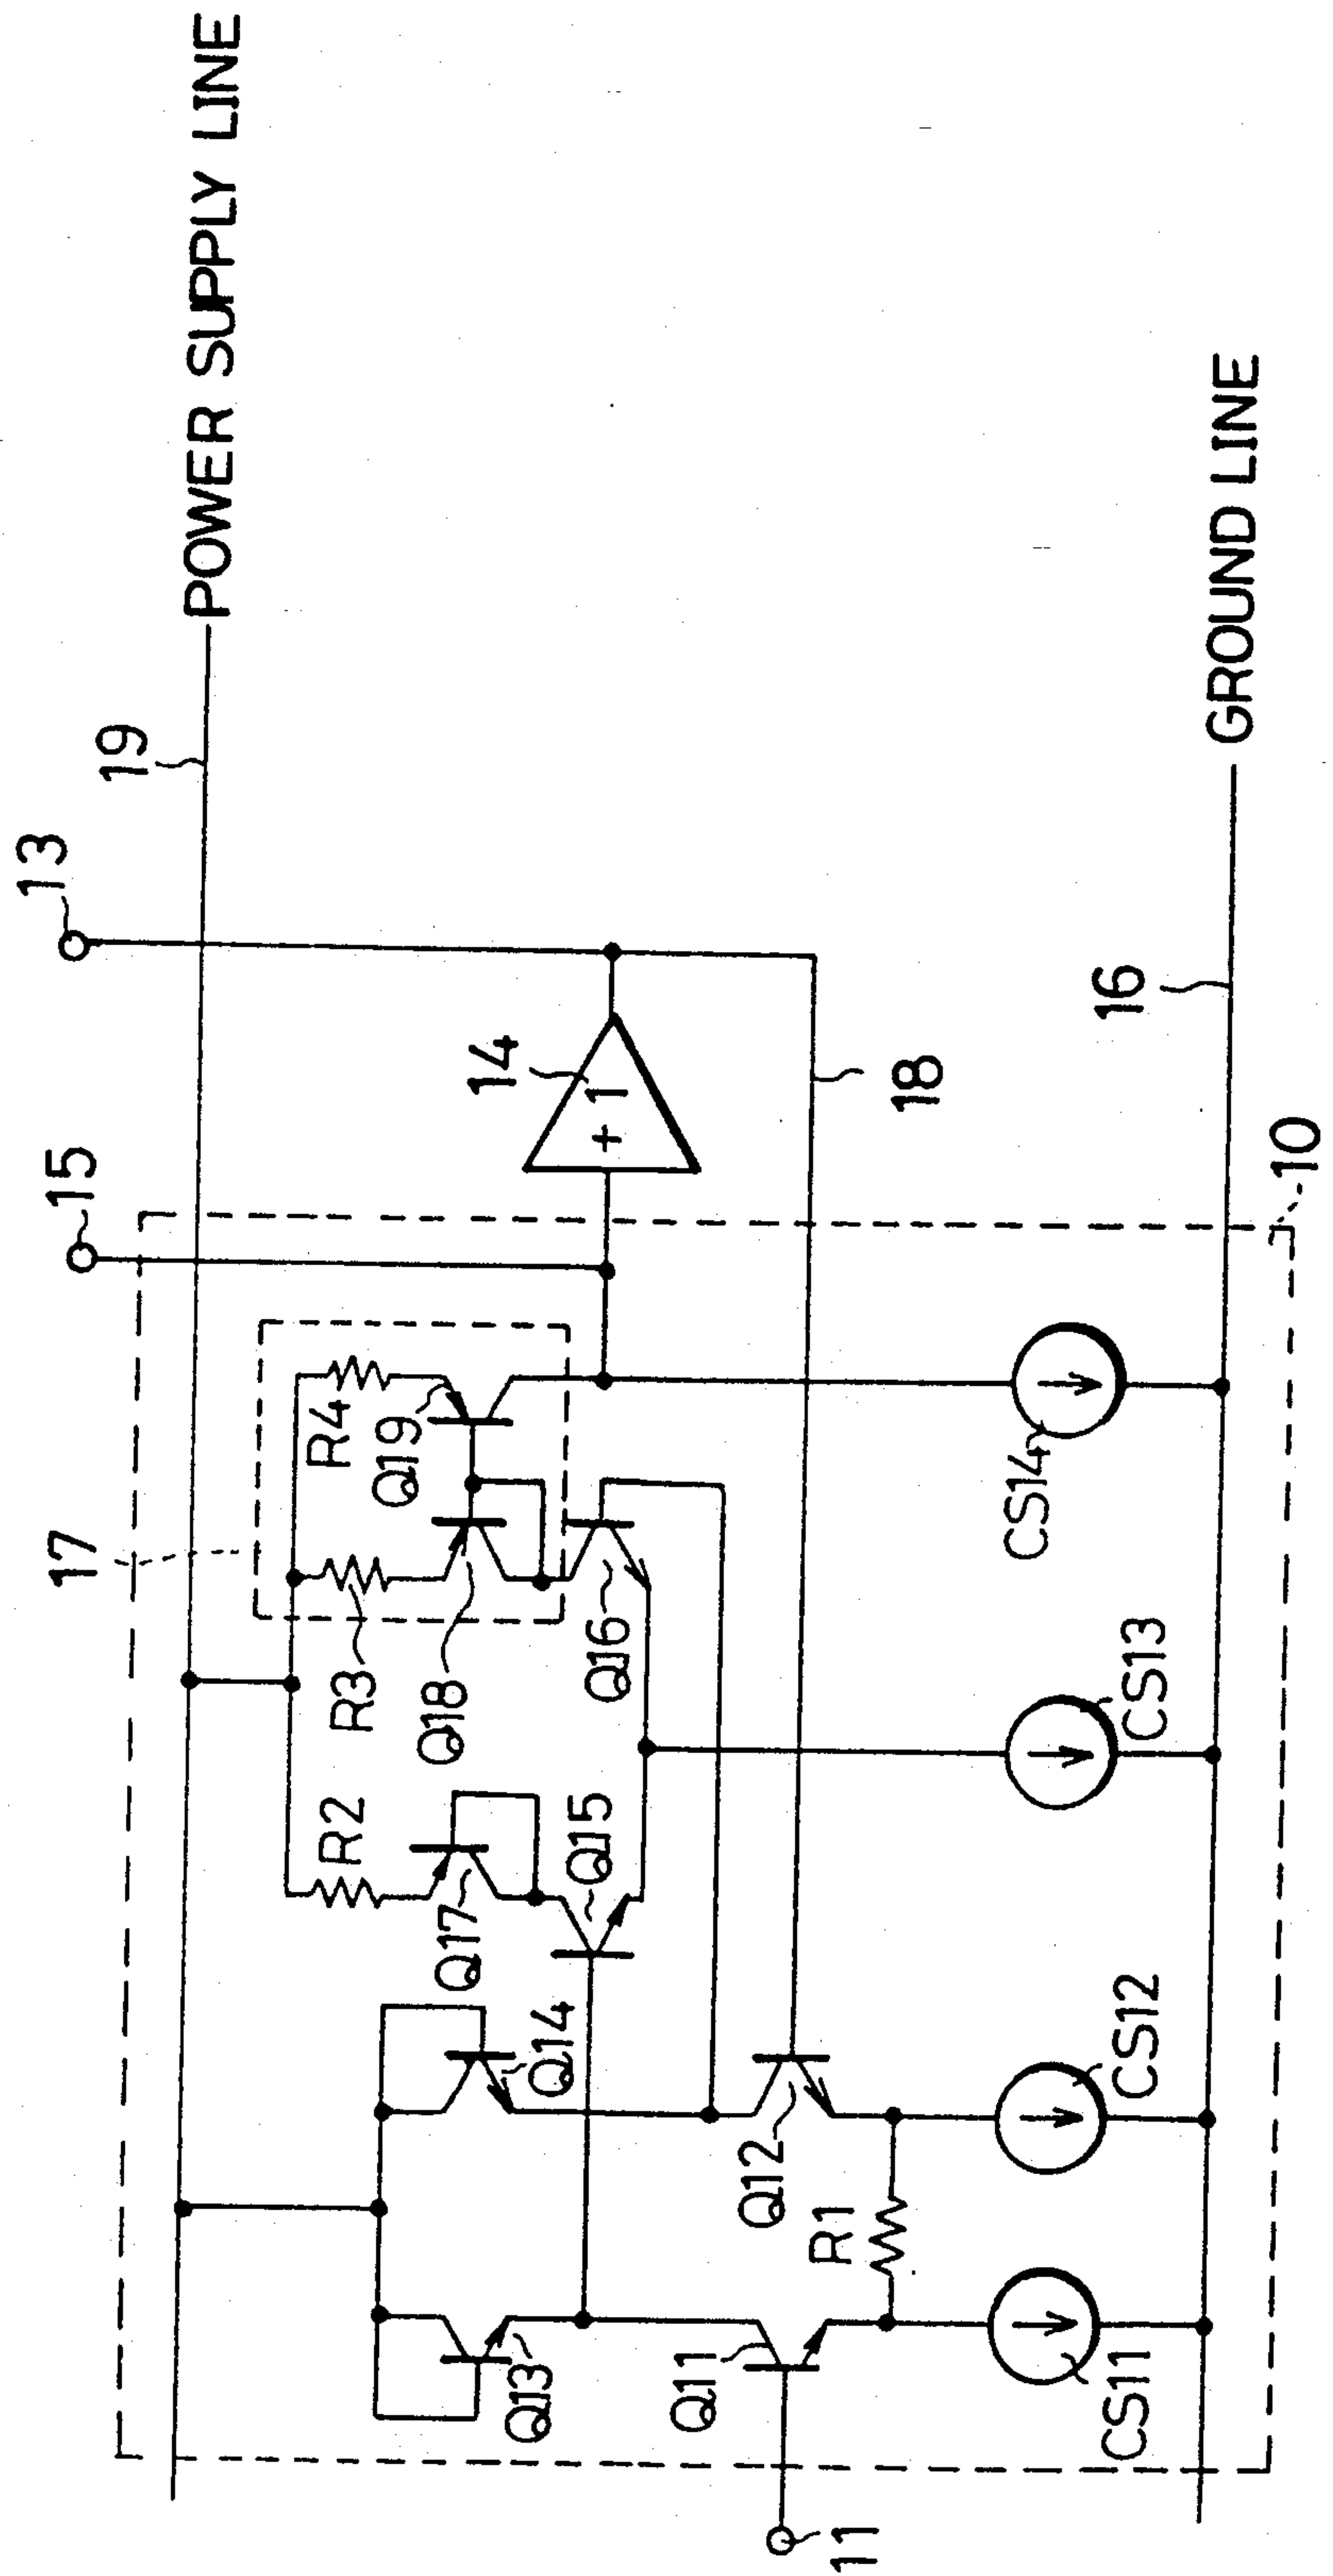 POWER SUPPLY LINE
19
13
15
17
R4
Q19
R3
Q18
Q16
R2
Q17
Q15
Q14
Q13
14
+1
18
Q12
Q11
R1
CS14
CS13
CS12
CS11
16
GROUND LINE
10
11